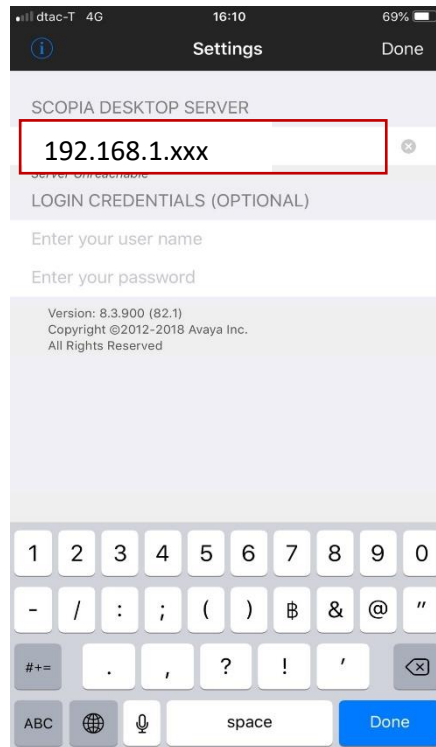 dtac-T 4G 16:10 69%
Settings Done
SCOPIA DESKTOP SERVER
192.168.1.xxx
Server Unreachable
LOGIN CREDENTIALS (OPTIONAL)
Enter your user name
Enter your password
Version: 8.3.900 (82.1)
Copyright ©2012-2018 Avaya Inc.
All Rights Reserved
1 2 3 4 5 6 7 8 9 0
- / : ; ( ) ฿ & @ "
#+= . , ? ! '
ABC space Done